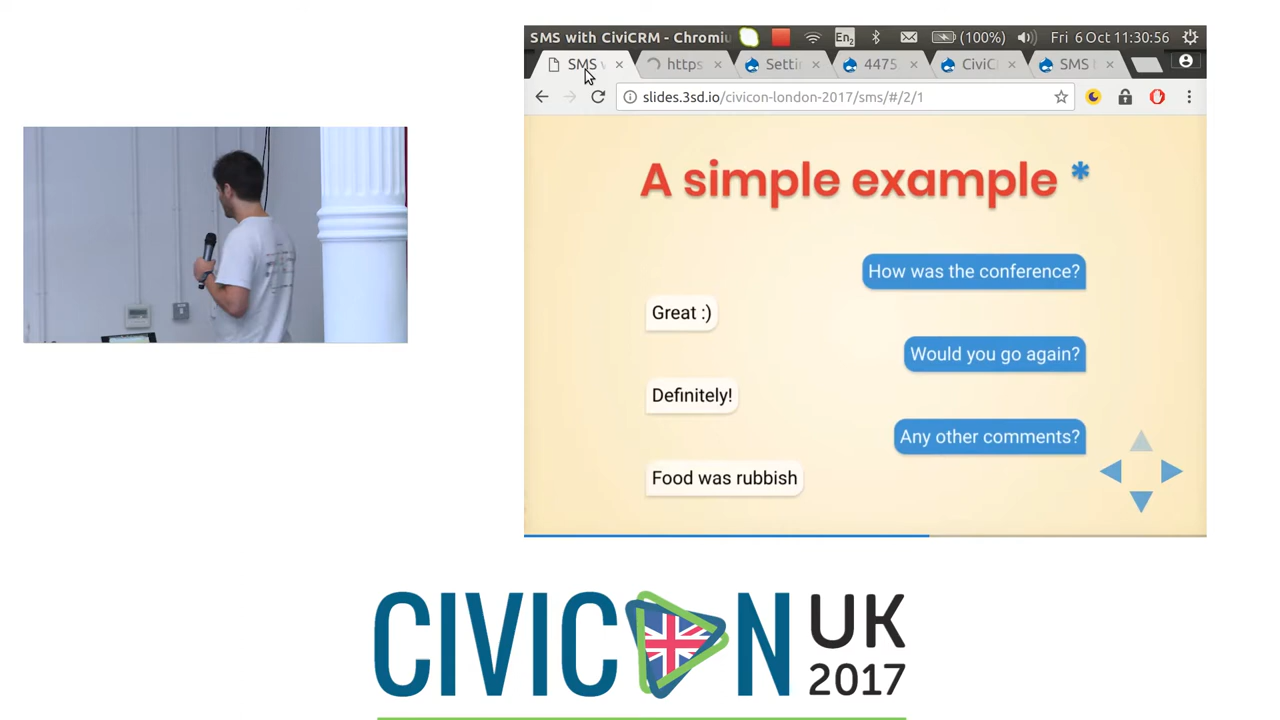 SMS with CiviCRM - Chromiu
En2
(100%)
Fri 6 Oct 11:30:56
SMS w
https
Settin
4475
CiviC
SMS
slides.3sd.io/civicon-london-2017/sms/#/2/1
A simple example *
How was the conference?
Great :)
Would you go again?
Definitely!
Any other comments?
Food was rubbish
CIVICON UK
2017